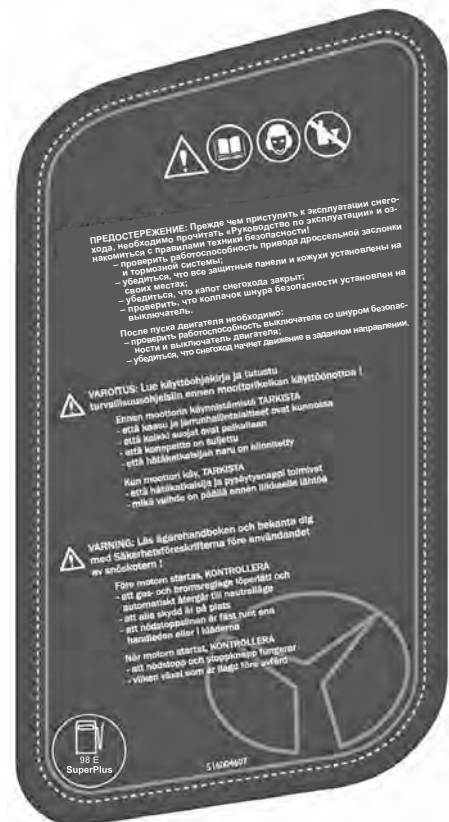 ПРЕДОСТЕРЕЖЕНИЕ: Прежде чем приступить к эксплуатации снего-
хода, необходимо прочитать «Руководство по эксплуатации» и оз-
накомиться с правилами техники безопасности!
– проверить работоспособность привода дроссельной заслонки
и тормозной системы;
– убедиться, что все защитные панели и кожухи установлены на
своих местах;
– убедиться, что капот снегохода закрыт;
– проверить, что колпачок шнура безопасности установлен на
выключатель.
После пуска двигателя необходимо:
– проверить работоспособность выключателя со шнуром безопас-
ности и выключатель двигателя;
– убедиться, что снегоход начнет движение в заданном направлении.
VAROITUS: Lue käyttöohjekirja ja tutustu
turvallisuusohjeisiin ennen moottorikelkan käyttöönottoa !
Ennen moottorin käynnistämistä TARKISTA
- että kaasu ja jarrunhallintalaitteet ovat kunnossa
- että kaikki suojat ovat paikallaan
- että konepelto on suljettu
- että hätäkatkaisijan naru on kiinnitetty
Kun moottori käy, TARKISTA
- että hätäkatkaisija ja pysäytysnappi toimivat
- mikä vaihde on päällä ennen liikkeelle lähtöä
VARNING: Läs ägarehandboken och bekanta dig
med Säkerhetsföreskrifterna före användandet
av snöskotern !
Före motorn startas, KONTROLLERA
- att gas- och bromsreglage löperlätt och
automatiskt återgår till neutralläge
- att alla skydd är på plats
- att nödstoppslinan är fäst runt ens
handleden eller i kläderna
När motorn startat, KONTROLLERA
- att nödstopp och stoppknapp fungerar
- vilken växel som är ilagd före avfärd
98 E
SuperPlus
516004607